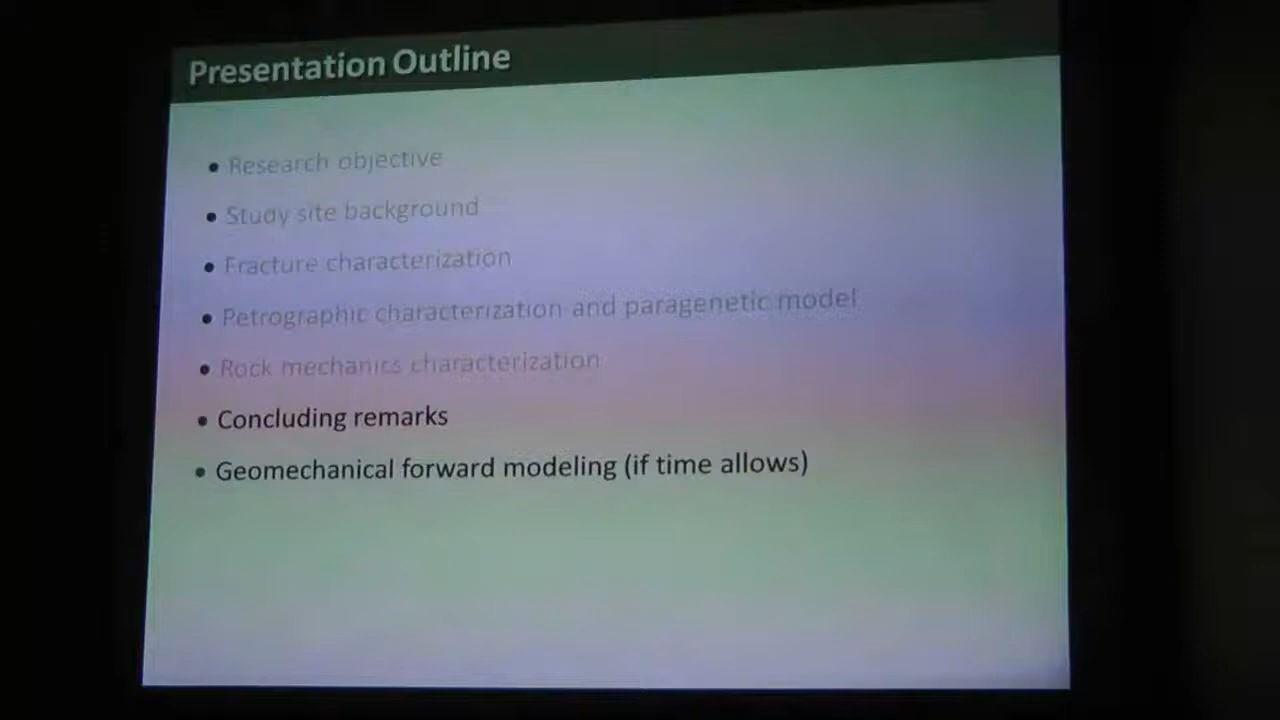 Presentation Outline
• Research objective
• Study site background
• Fracture characterization
• Petrographic characterization and paragenetic model
• Rock mechanics characterization
• Concluding remarks
• Geomechanical forward modeling (if time allows)